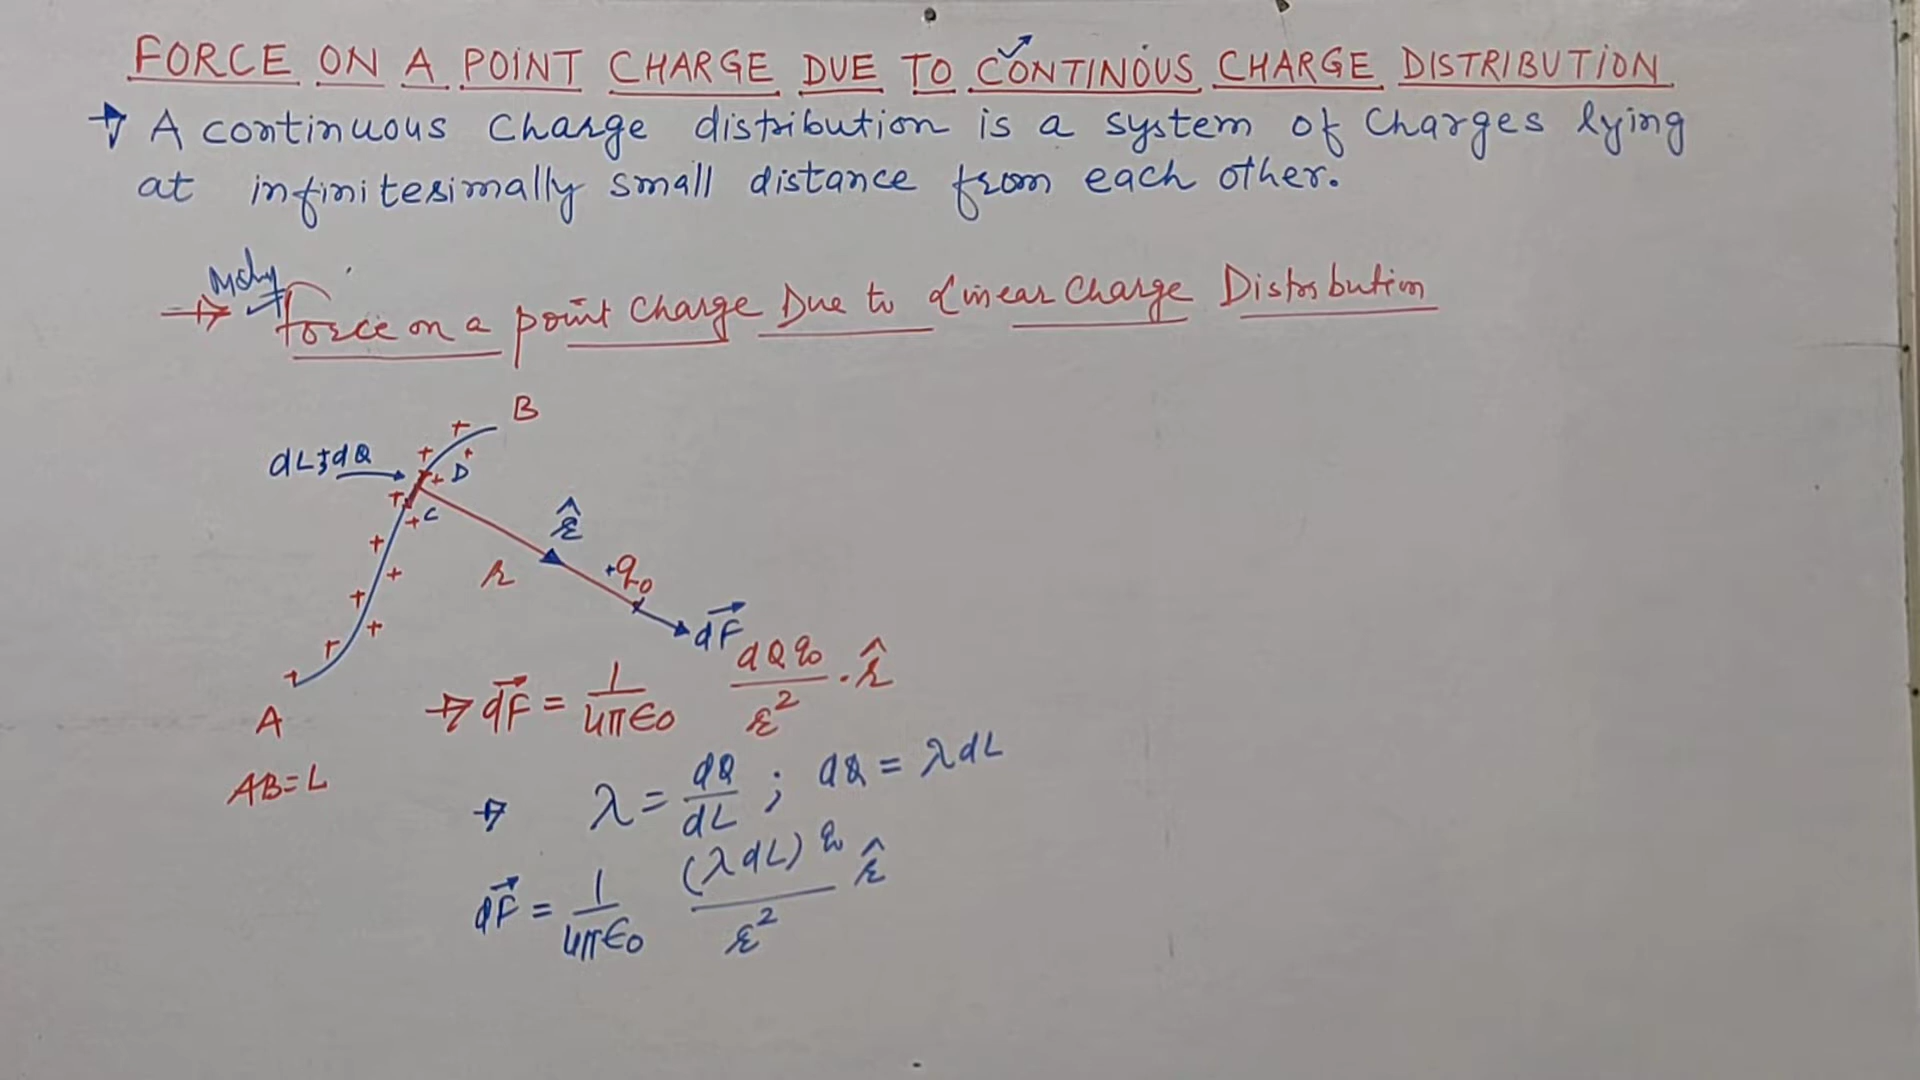 FORCE ON A POINT CHARGE DUE TO CONTINOUS CHARGE DISTRIBUTION
→ A continuous charge distribution is a system of charges lying
at infinitesimally small distance from each other.
→ force on a point charge Due to Linear Charge Distribution
B
dL; dQ
D
C
r̂
r
+q₀
dF⃗
A
→ dF⃗ = 1/4πϵ₀ dQ q₀/r² · r̂
AB = L
→ λ = dQ/dL ; dQ = λdL
dF⃗ = 1/4πϵ₀ (λdL) q₀/r² r̂